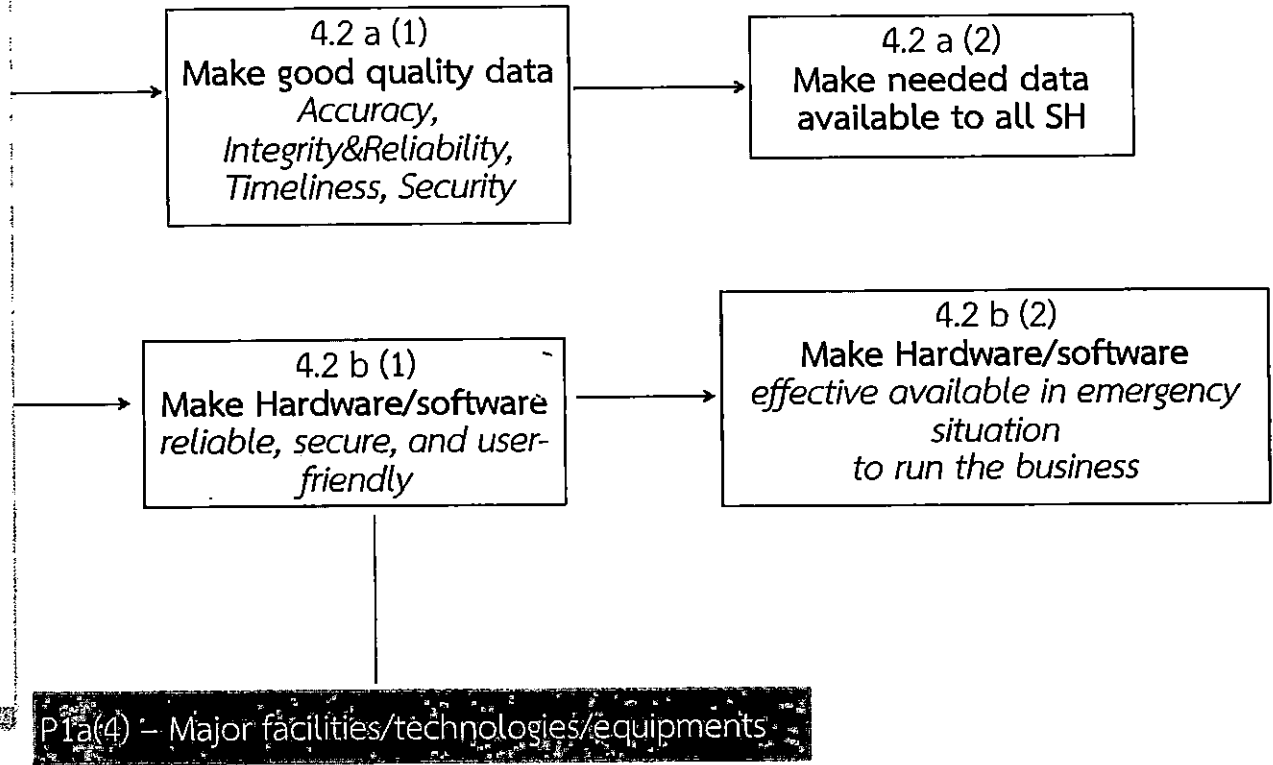 4.2 a (1)
Make good quality data
Accuracy,
Integrity&Reliability,
Timeliness, Security
4.2 a (2)
Make needed data
available to all SH
4.2 b (1)
Make Hardware/software
reliable, secure, and user-
friendly
4.2 b (2)
Make Hardware/software
effective available in emergency
situation
to run the business
P1a(4) – Major facilities/technologies/equipments